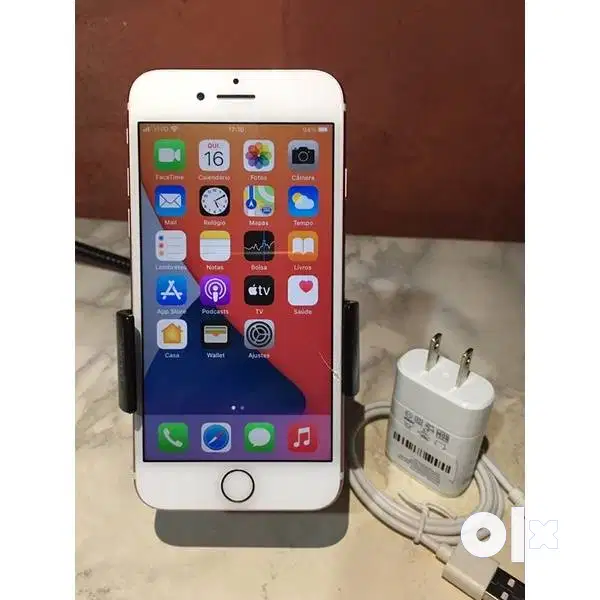 VIVO 17:16 94%
QUI. 16
FaceTime Calendário Fotos Câmera
Mail Relógio Mapas Tempo
Lembretes Notas Bolsa Livros
tv
App Store Podcasts TV Saúde
Casa Wallet Ajustes
olx